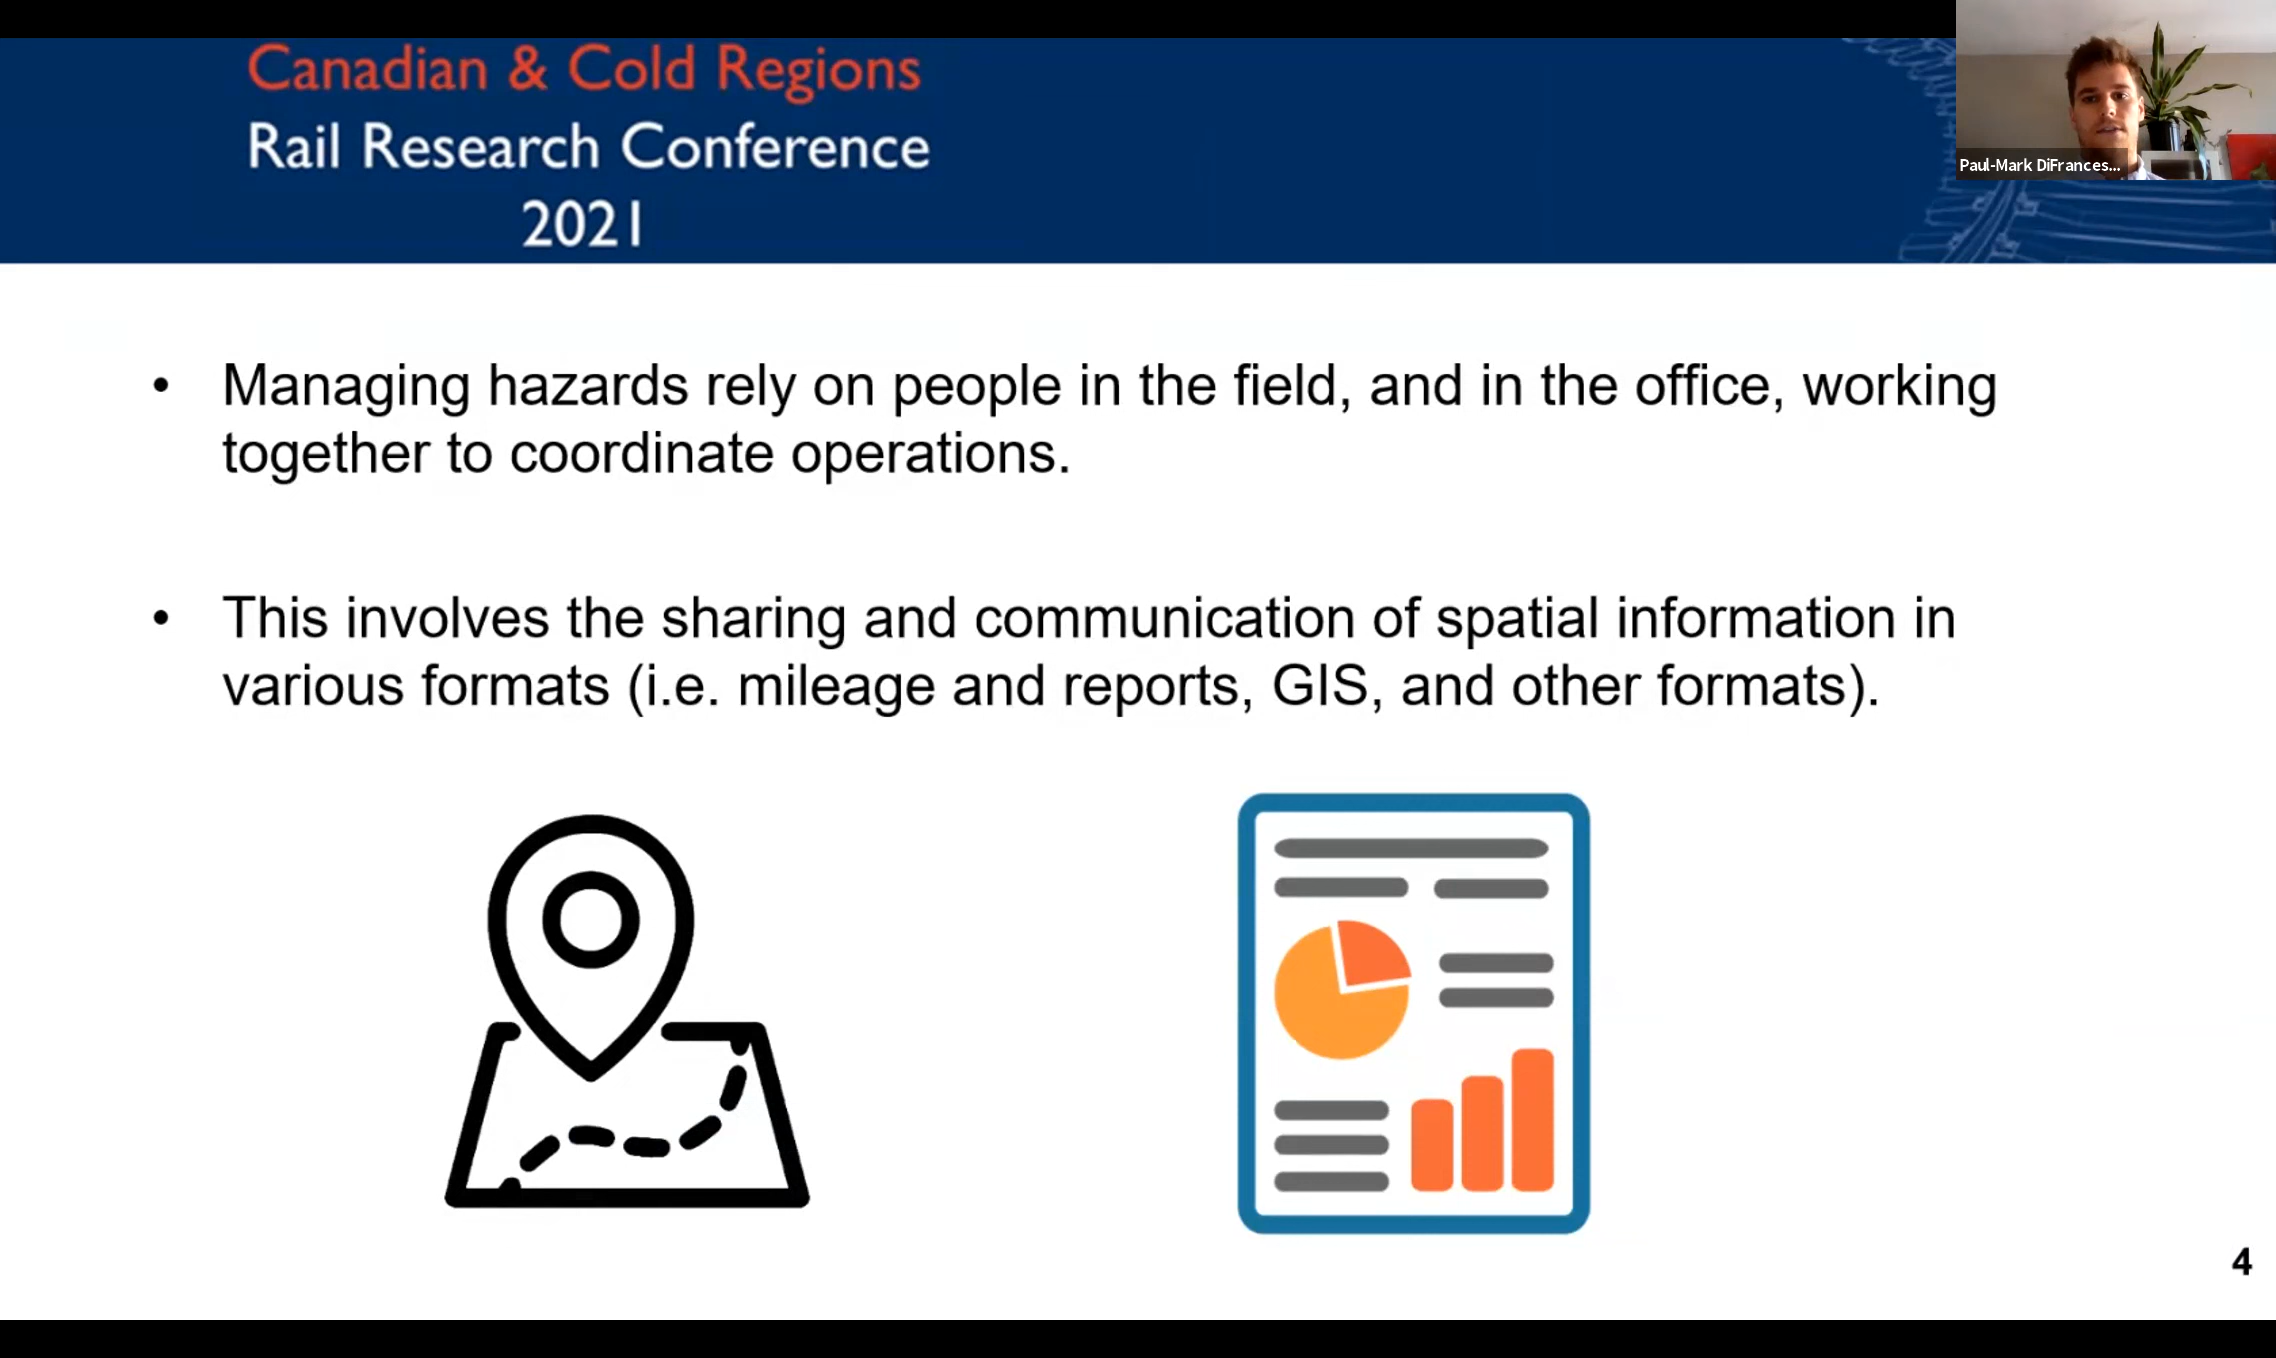 Canadian & Cold Regions
Rail Research Conference
2021
Paul-Mark DiFrances...
• Managing hazards rely on people in the field, and in the office, working
together to coordinate operations.
• This involves the sharing and communication of spatial information in
various formats (i.e. mileage and reports, GIS, and other formats).
4